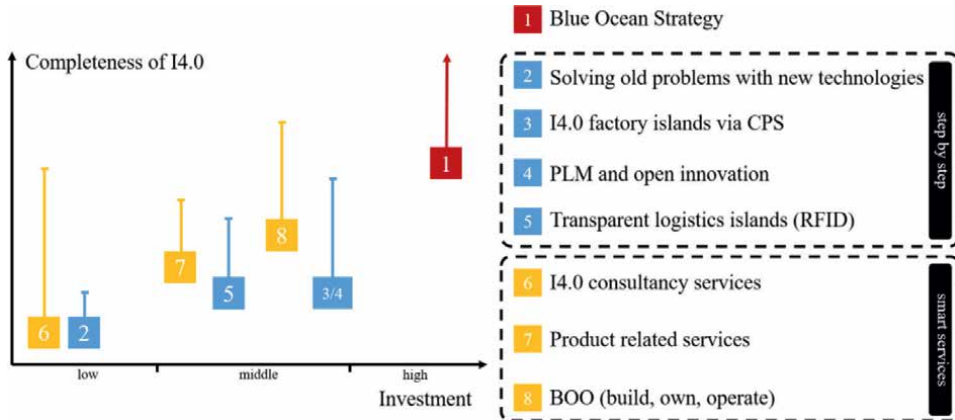 Completeness of I4.0
6
2
7
5
8
3/4
1
low
middle
high
Investment
1 Blue Ocean Strategy
2 Solving old problems with new technologies
3 I4.0 factory islands via CPS
4 PLM and open innovation
5 Transparent logistics islands (RFID)
step by step
6 I4.0 consultancy services
7 Product related services
8 BOO (build, own, operate)
smart services